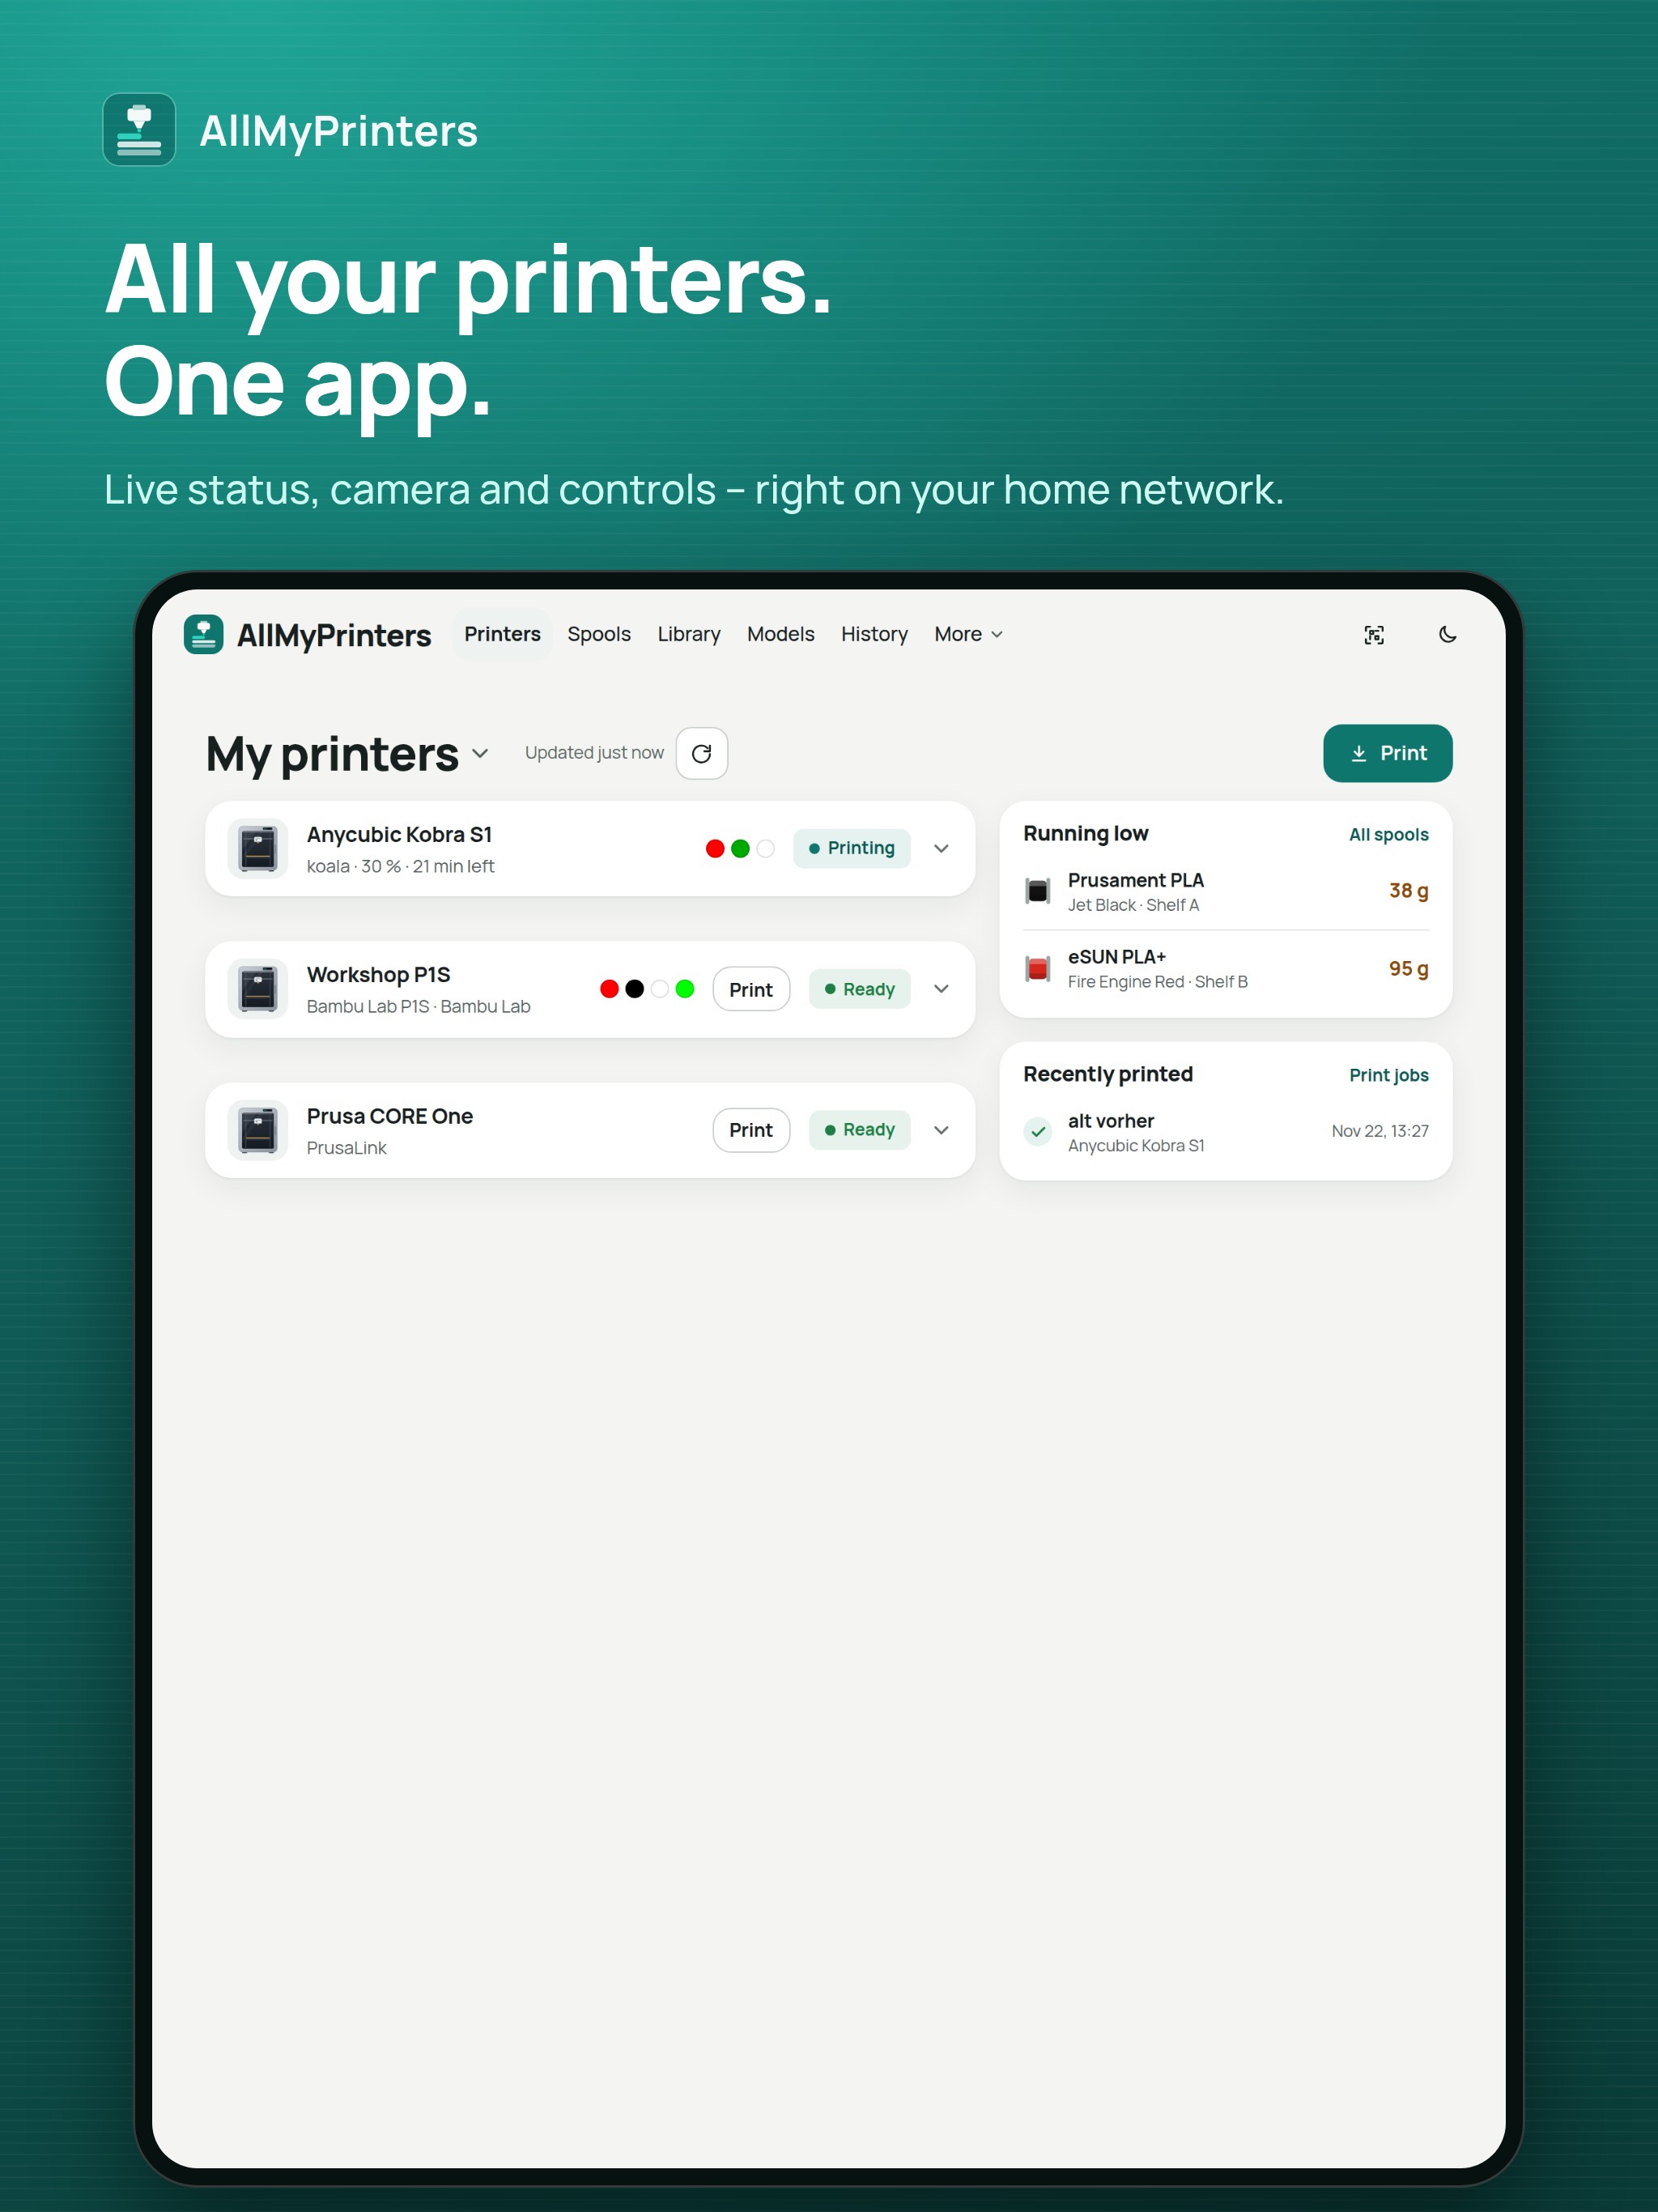 AllMyPrinters
All your printers.
One app.
Live status, camera and controls – right on your home network.
AllMyPrinters Printers Spools Library Models History More
My printers Updated just now Print
Anycubic Kobra S1
koala · 30 % · 21 min left
Printing
Workshop P1S
Bambu Lab P1S · Bambu Lab
Print Ready
Prusa CORE One
PrusaLink
Print Ready
Running low All spools
Prusament PLA
Jet Black · Shelf A
38 g
eSUN PLA+
Fire Engine Red · Shelf B
95 g
Recently printed Print jobs
alt vorher
Anycubic Kobra S1
Nov 22, 13:27